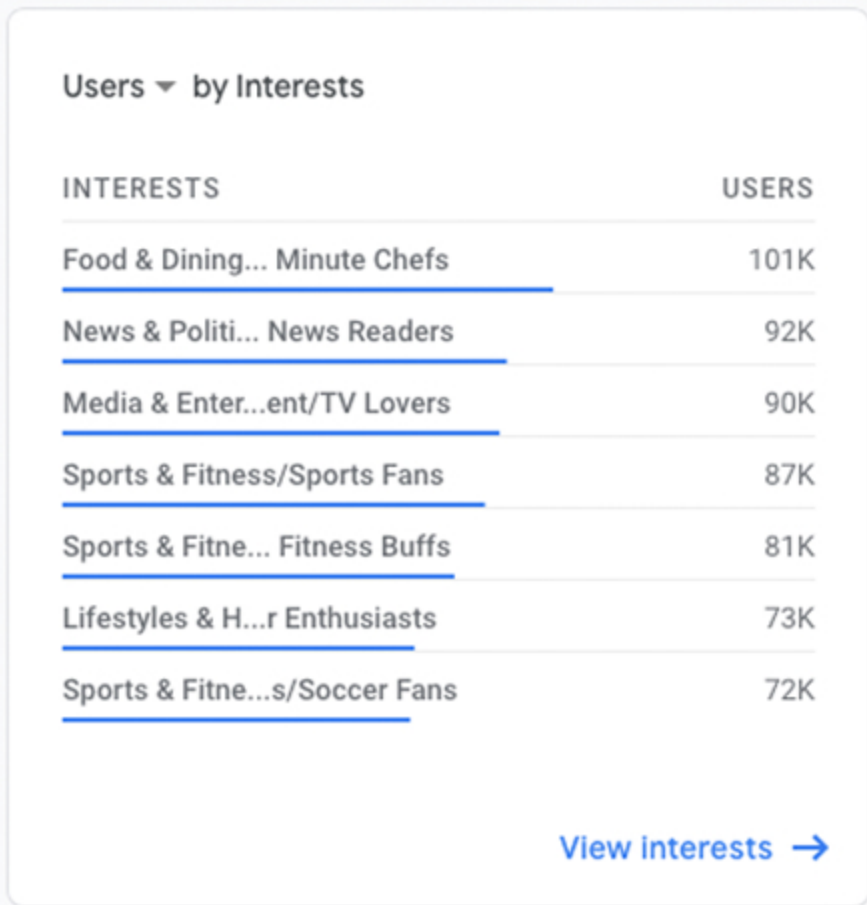 Users by Interests
INTERESTS USERS
Food & Dining... Minute Chefs 101K
News & Politi... News Readers 92K
Media & Enter...ent/TV Lovers 90K
Sports & Fitness/Sports Fans 87K
Sports & Fitne... Fitness Buffs 81K
Lifestyles & H...r Enthusiasts 73K
Sports & Fitne...s/Soccer Fans 72K
View interests →